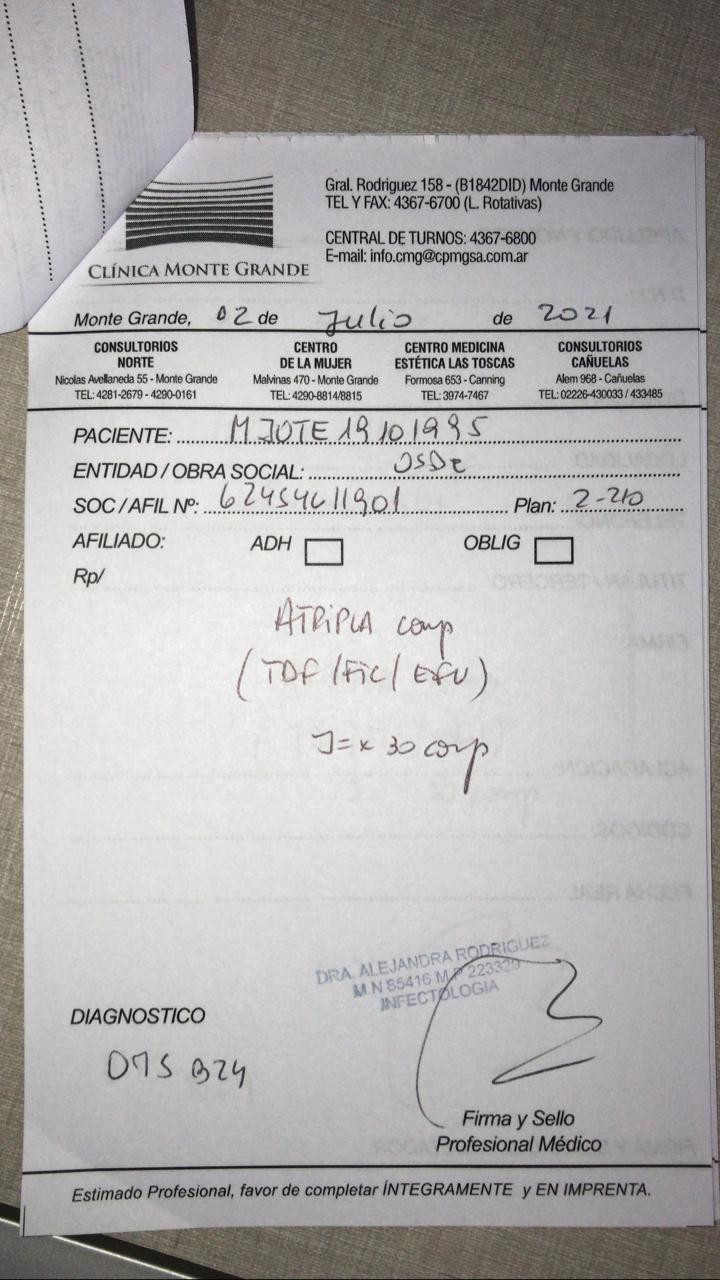 Gral. Rodriguez 158 - (B1842DID) Monte Grande
TEL Y FAX: 4367-6700 (L. Rotativas)
CENTRAL DE TURNOS: 4367-6800
E-mail: info.cmg@cpmgsa.com.ar
CLÍNICA MONTE GRANDE
Monte Grande, 02 de Julio de 2021
CONSULTORIOS NORTE
Nicolas Avellaneda 55 - Monte Grande
TEL: 4281-2679 - 4290-0161
CENTRO DE LA MUJER
Malvinas 470 - Monte Grande
TEL: 4290-8814/8815
CENTRO MEDICINA ESTÉTICA LAS TOSCAS
Formosa 653 - Canning
TEL: 3974-7467
CONSULTORIOS CAÑUELAS
Alem 968 - Cañuelas
TEL: 02226-430033 / 433485
PACIENTE: MJOTE 19101995
ENTIDAD / OBRA SOCIAL: OSDE
SOC / AFIL Nº: 62454611901 Plan: 2-210
AFILIADO: ADH OBLIG
Rp/
ATRIPLA comp
(TDF/FTC/EFV)
x 30 comp
DRA. ALEJANDRA RODRIGUEZ
M.N 85416 M.P 223329
INFECTOLOGIA
DIAGNOSTICO
B24
Firma y Sello
Profesional Médico
Estimado Profesional, favor de completar ÍNTEGRAMENTE y EN IMPRENTA.